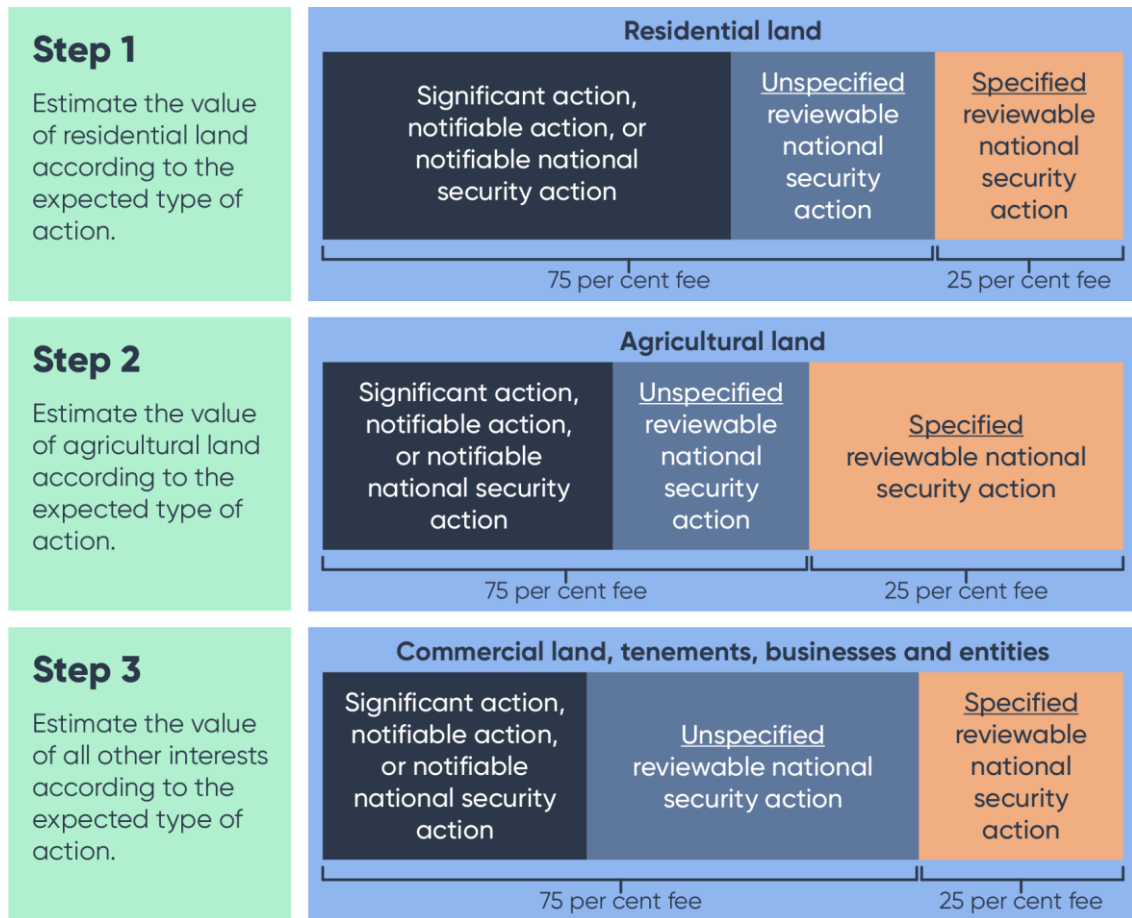 Step 1
Estimate the value
of residential land
according to the
expected type of
action.
Residential land
Significant action,
notifiable action, or
notifiable national
security action
Unspecified
reviewable
national
security
action
Specified
reviewable
national
security
action
75 per cent fee
25 per cent fee
Step 2
Estimate the value
of agricultural land
according to the
expected type of
action.
Agricultural land
Significant action,
notifiable action,
or notifiable
national security
action
Unspecified
reviewable
national
security
action
Specified
reviewable national
security action
75 per cent fee
25 per cent fee
Step 3
Estimate the value
of all other interests
according to the
expected type of
action.
Commercial land, tenements, businesses and entities
Significant action,
notifiable action,
or notifiable
national security
action
Unspecified
reviewable national
security action
Specified
reviewable
national
security
action
75 per cent fee
25 per cent fee